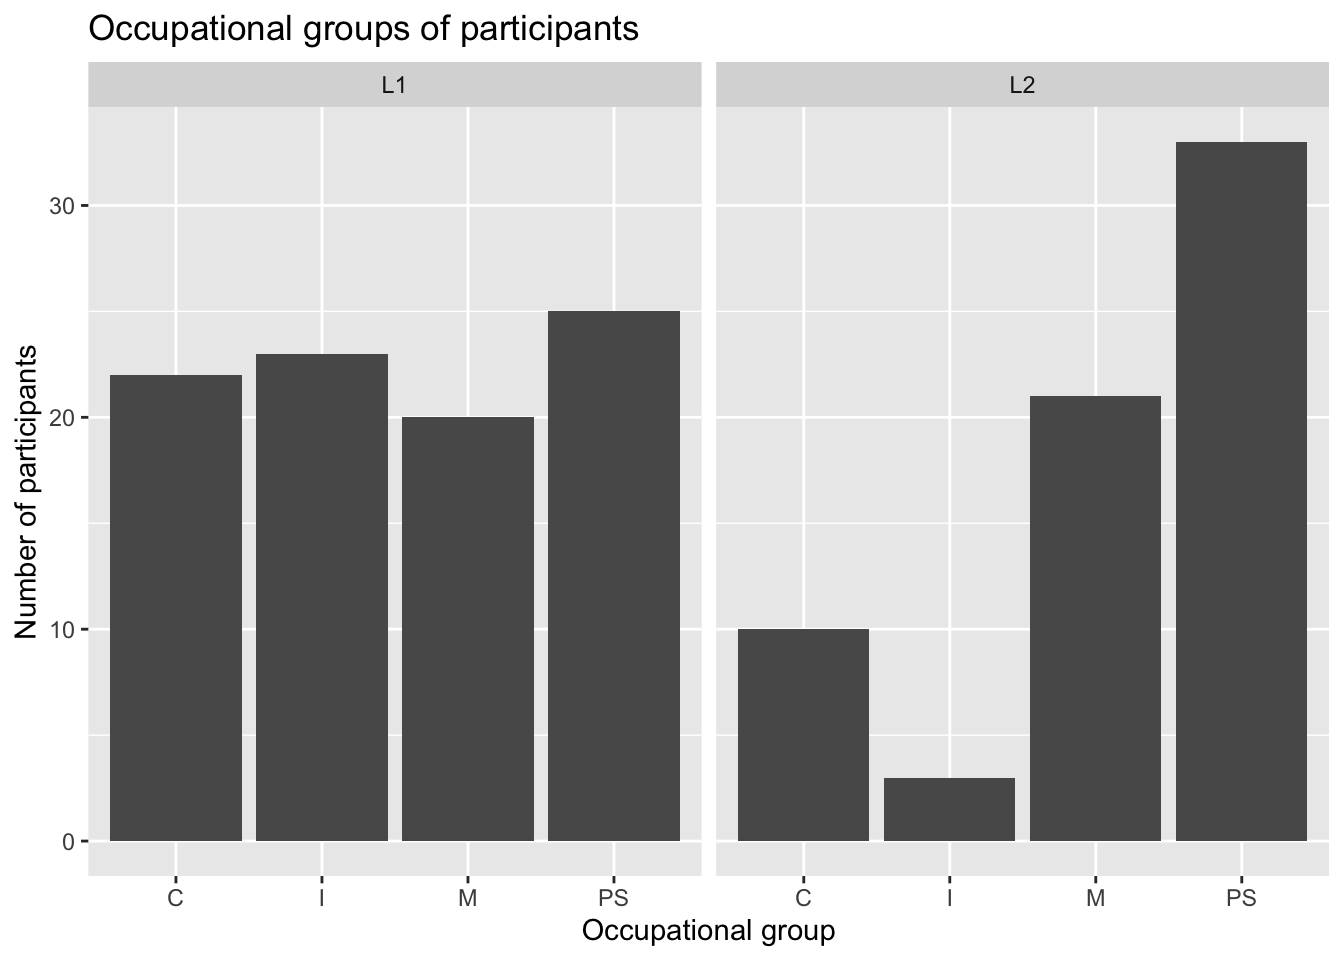 Occupational groups of participants
L1
L2
Number of participants
30
20
10
0
C I M PS
C I M PS
Occupational group